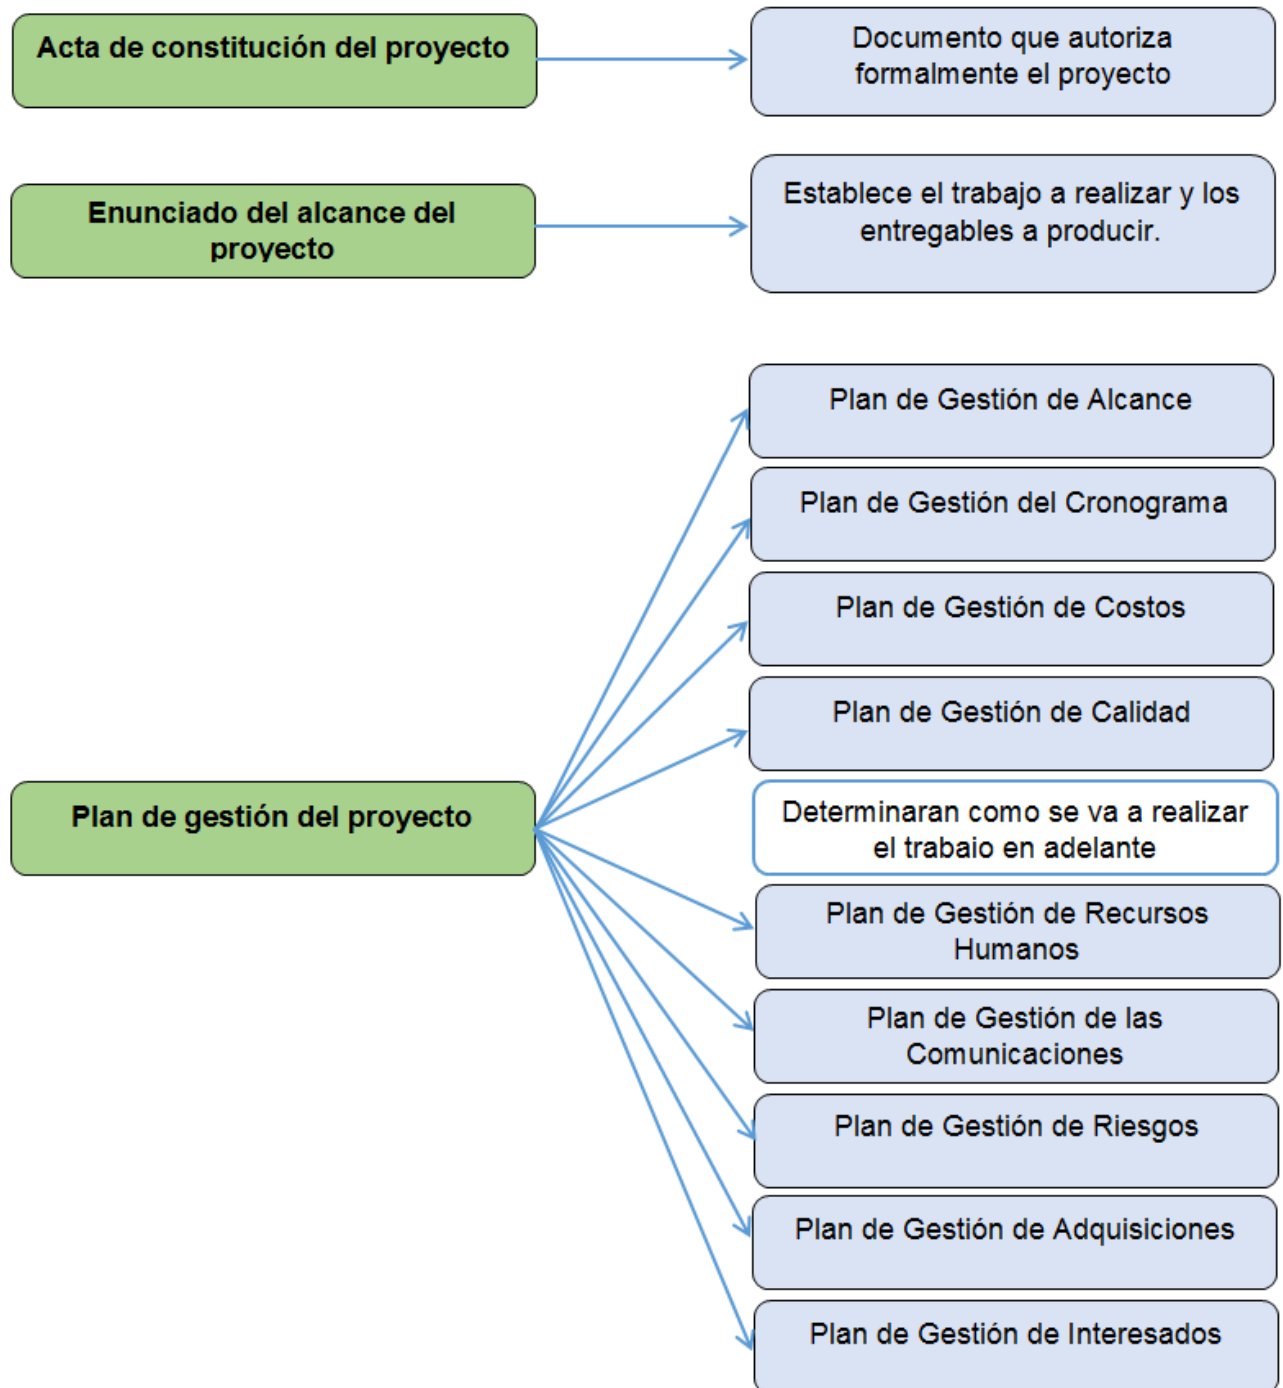 Acta de constitución del proyecto
Documento que autoriza
formalmente el proyecto
Enunciado del alcance del
proyecto
Establece el trabajo a realizar y los
entregables a producir.
Plan de gestión del proyecto
Plan de Gestión de Alcance
Plan de Gestión del Cronograma
Plan de Gestión de Costos
Plan de Gestión de Calidad
Determinaran como se va a realizar
el trabajo en adelante
Plan de Gestión de Recursos
Humanos
Plan de Gestión de las
Comunicaciones
Plan de Gestión de Riesgos
Plan de Gestión de Adquisiciones
Plan de Gestión de Interesados